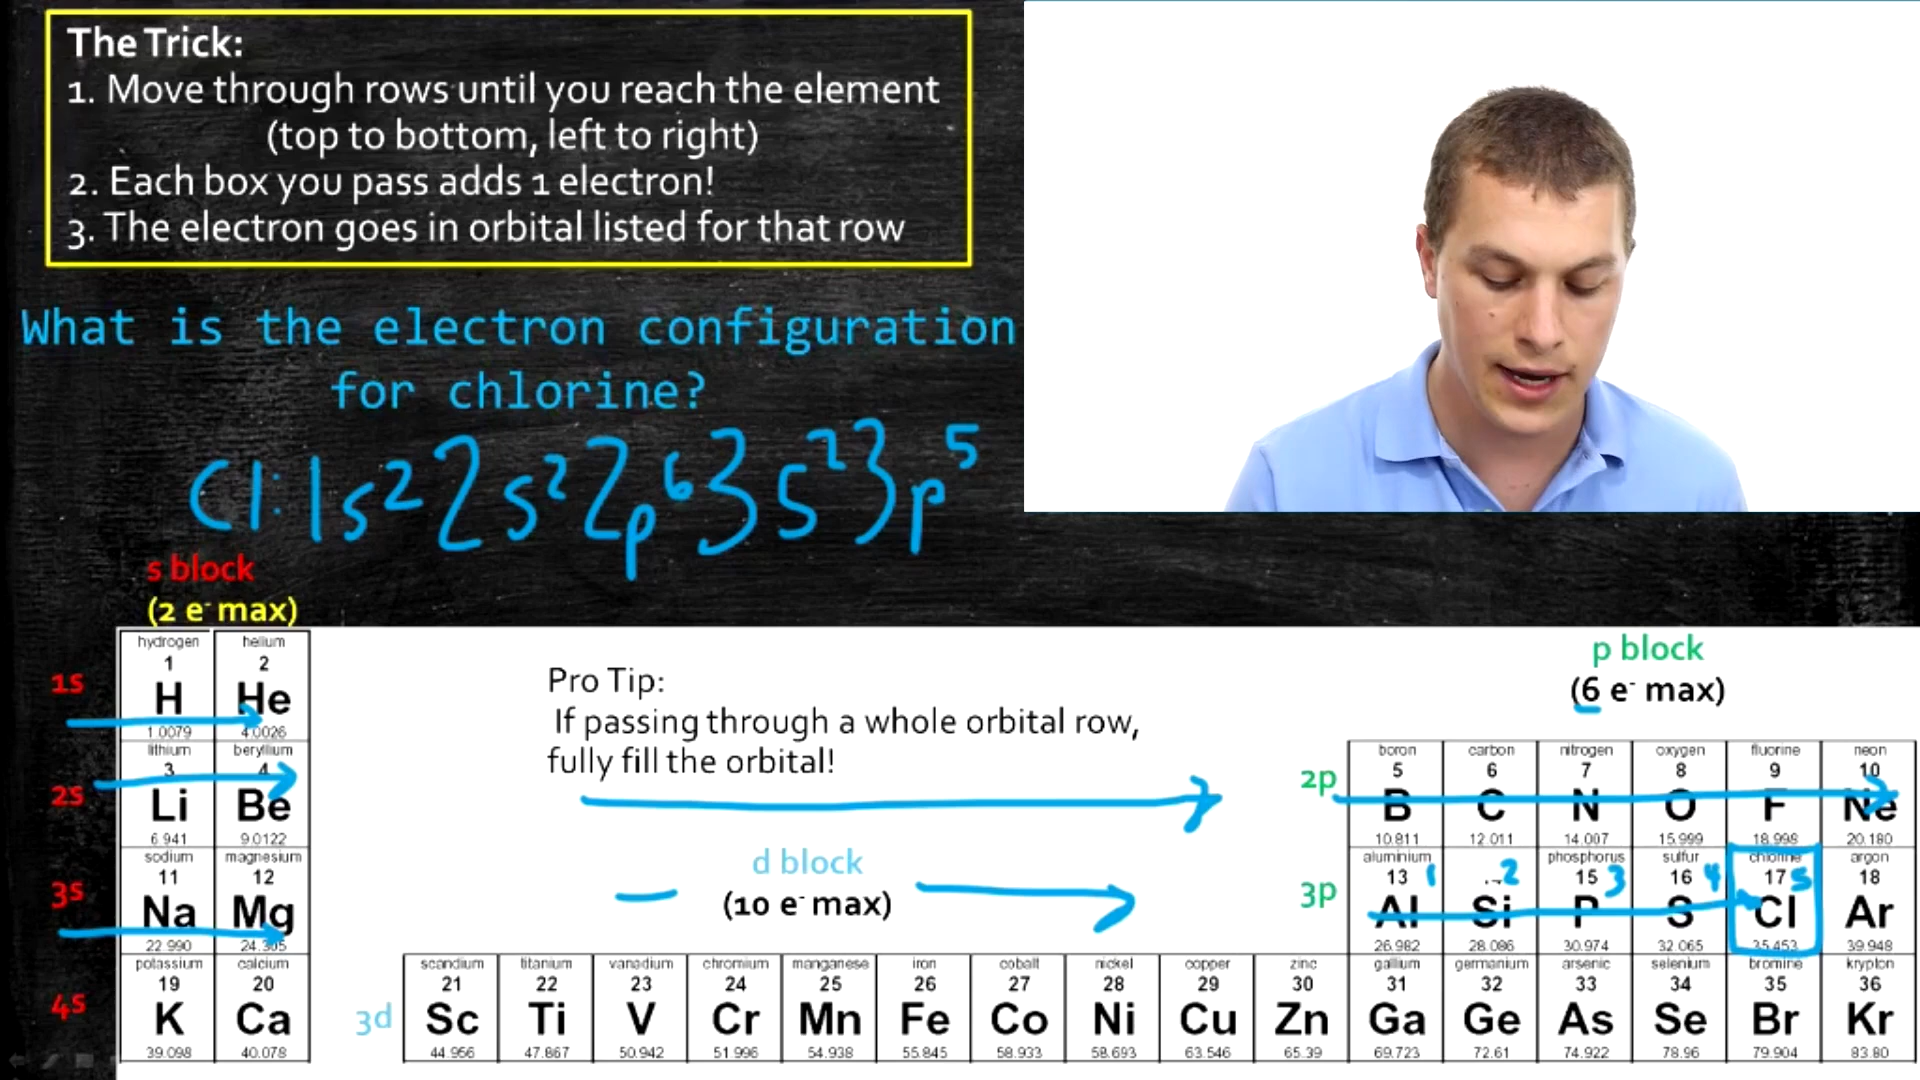 The Trick:
1. Move through rows until you reach the element
(top to bottom, left to right)
2. Each box you pass adds 1 electron!
3. The electron goes in orbital listed for that row
What is the electron configuration
for chlorine?
Cl: 1s² 2s² 2p⁶ 3s² 3p⁵
s block
(2 e⁻ max)
p block
(6 e⁻ max)
Pro Tip:
If passing through a whole orbital row,
fully fill the orbital!
d block
(10 e⁻ max)
hydrogen helium
1 2
1s H He
1.0079 4.0026
lithium beryllium boron carbon nitrogen oxygen fluorine neon
3 4 5 6 7 8 9 10
2s Li Be 2p B C N O F Ne
6.941 9.0122 10.811 12.011 14.007 15.999 18.998 20.180
sodium magnesium aluminium phosphorus sulfur chlorine argon
11 12 13 1 2 15 3 16 4 17 5 18
3s Na Mg 3p Al Si P S Cl Ar
22.990 24.305 26.982 28.086 30.974 32.065 35.453 39.948
potassium calcium scandium titanium vanadium chromium manganese iron cobalt nickel copper zinc gallium germanium arsenic selenium bromine krypton
19 20 21 22 23 24 25 26 27 28 29 30 31 32 33 34 35 36
4s K Ca 3d Sc Ti V Cr Mn Fe Co Ni Cu Zn Ga Ge As Se Br Kr
39.098 40.078 44.956 47.867 50.942 51.996 54.938 55.845 58.933 58.693 63.546 65.39 69.723 72.61 74.922 78.96 79.904 83.80